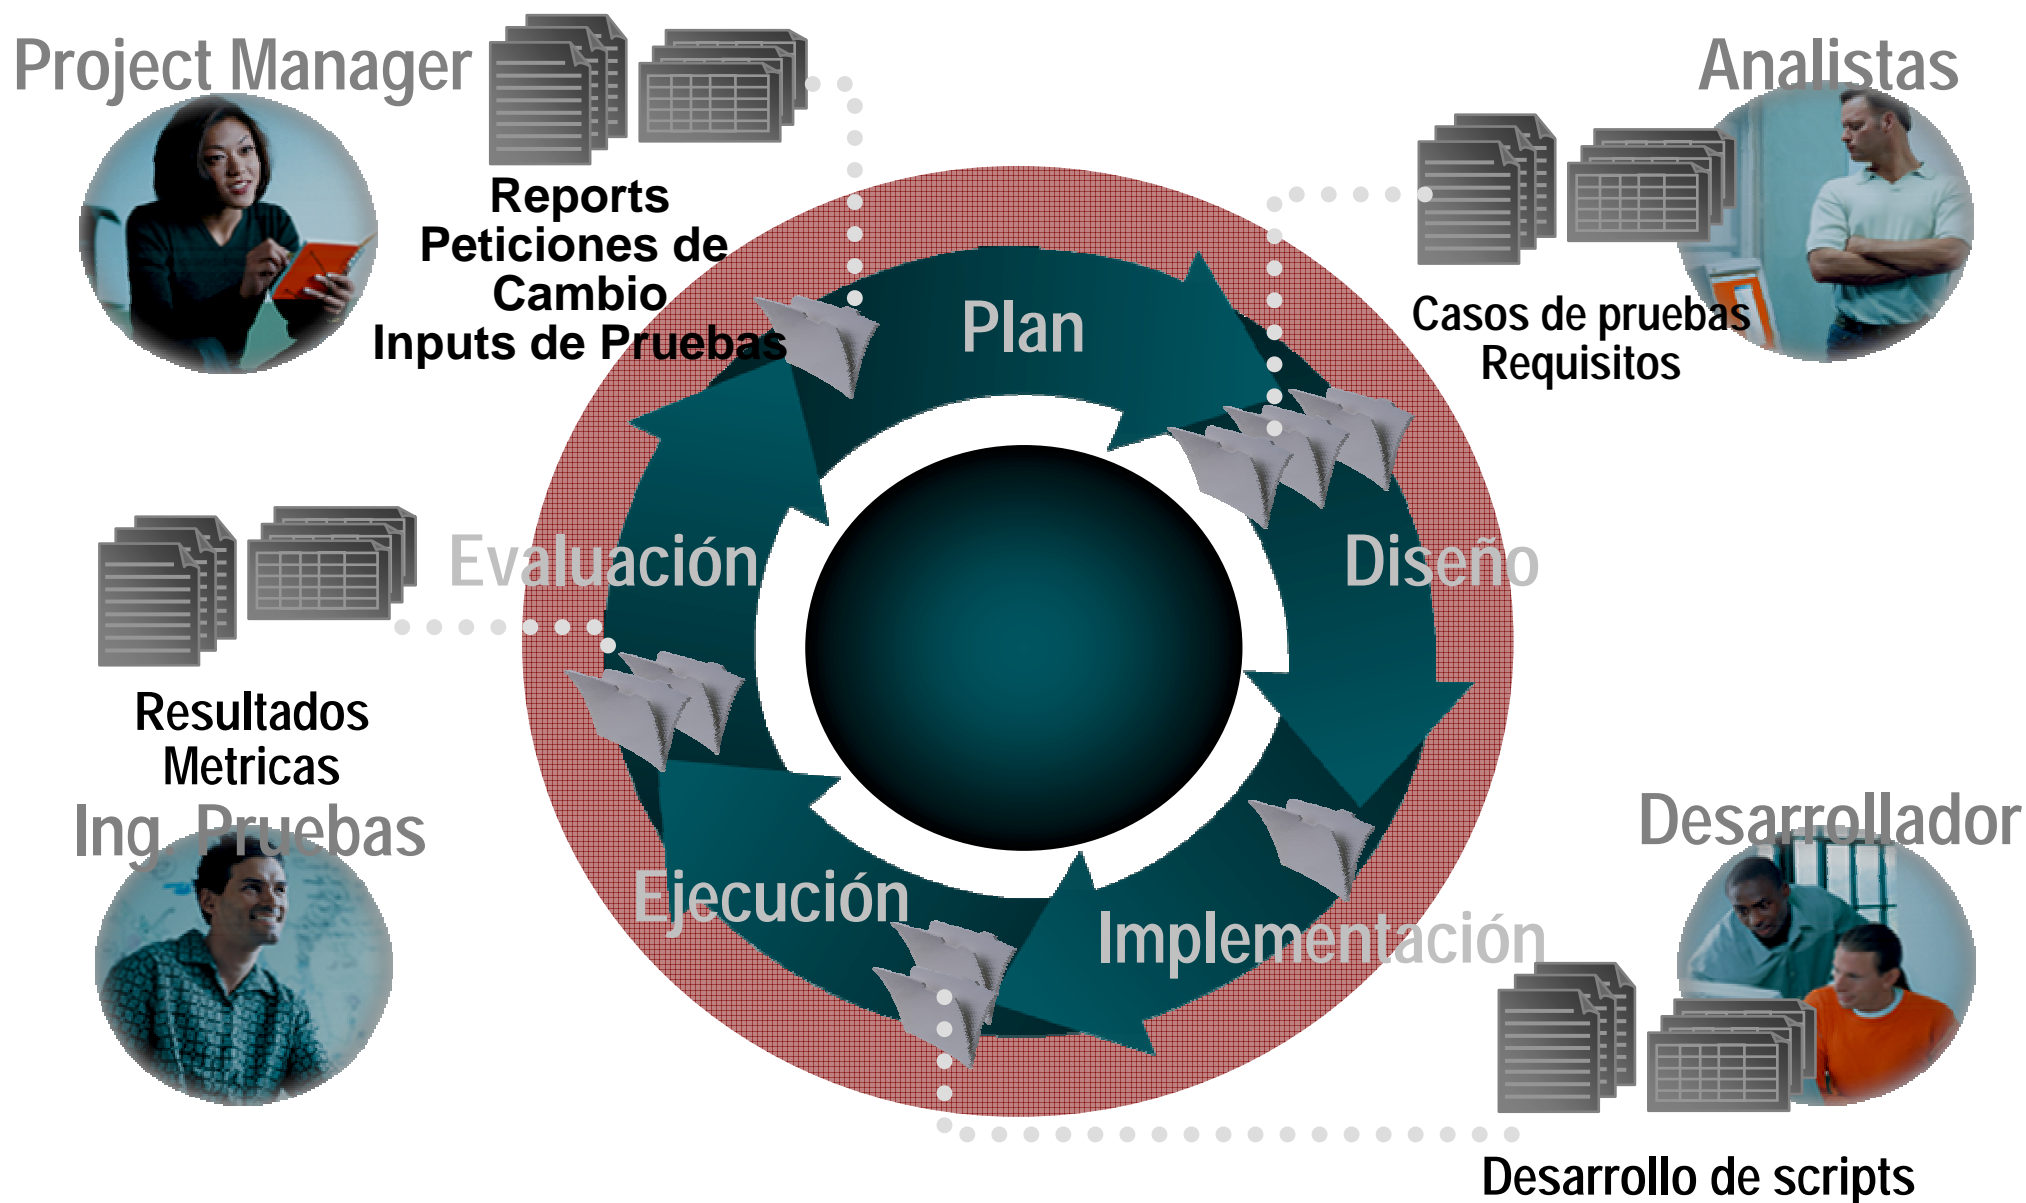 Project Manager
Reports
Peticiones de
Cambio
Inputs de Pruebas
Analistas
Casos de pruebas
Requisitos
Plan
Evaluación
Diseño
Resultados
Metricas
Ing. Pruebas
Desarrollador
Ejecución
Implementación
Desarrollo de scripts